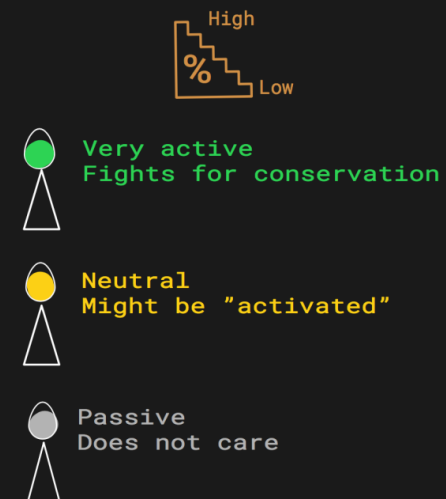 High
%
Low
Very active
Fights for conservation
Neutral
Might be ”activated”
Passive
Does not care